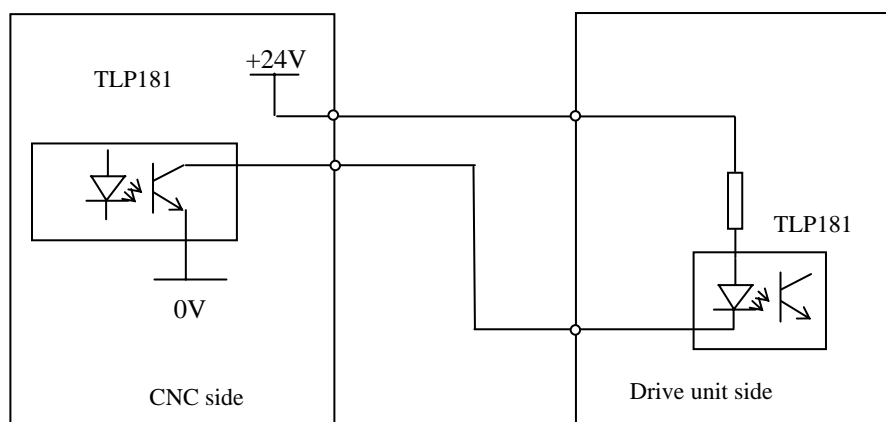 +24V
TLP181
TLP181
0V
CNC side
Drive unit side